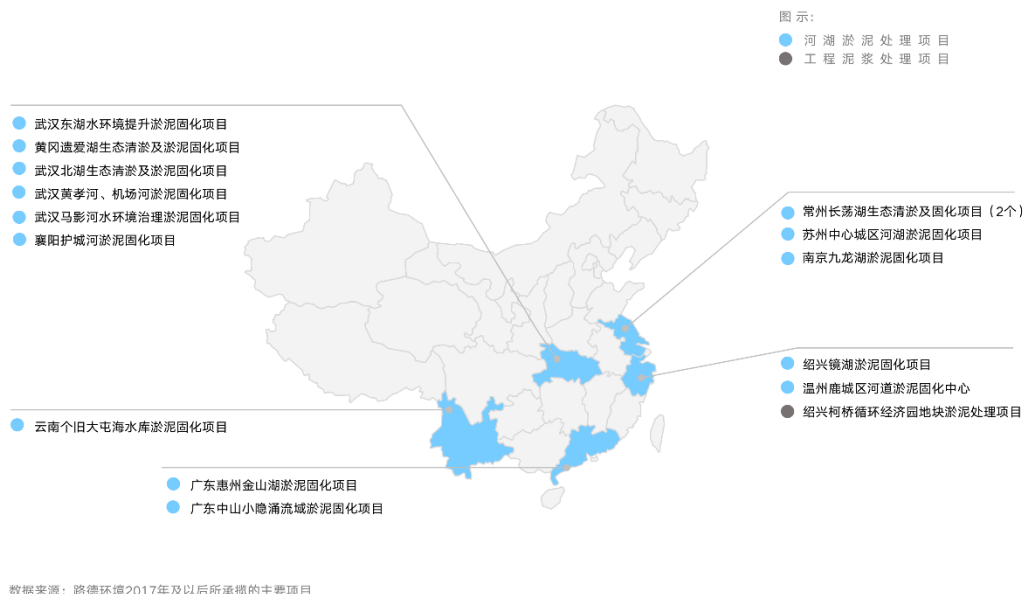 图示:
河湖淤泥处理项目
工程泥浆处理项目
武汉东湖水环境提升淤泥固化项目
黄冈遗爱湖生态清淤及淤泥固化项目
武汉北湖生态清淤及淤泥固化项目
武汉黄孝河、机场河淤泥固化项目
武汉马影河水环境治理淤泥固化项目
襄阳护城河淤泥固化项目
常州长荡湖生态清淤及固化项目（2个）
苏州中心城区河湖淤泥固化项目
南京九龙湖淤泥固化项目
绍兴镜湖淤泥固化项目
温州鹿城区河道淤泥固化中心
绍兴柯桥循环经济园地块淤泥处理项目
云南个旧大屯海水库淤泥固化项目
广东惠州金山湖淤泥固化项目
广东中山小隐涌流域淤泥固化项目
数据来源：路德环境2017年及以后所承揽的主要项目